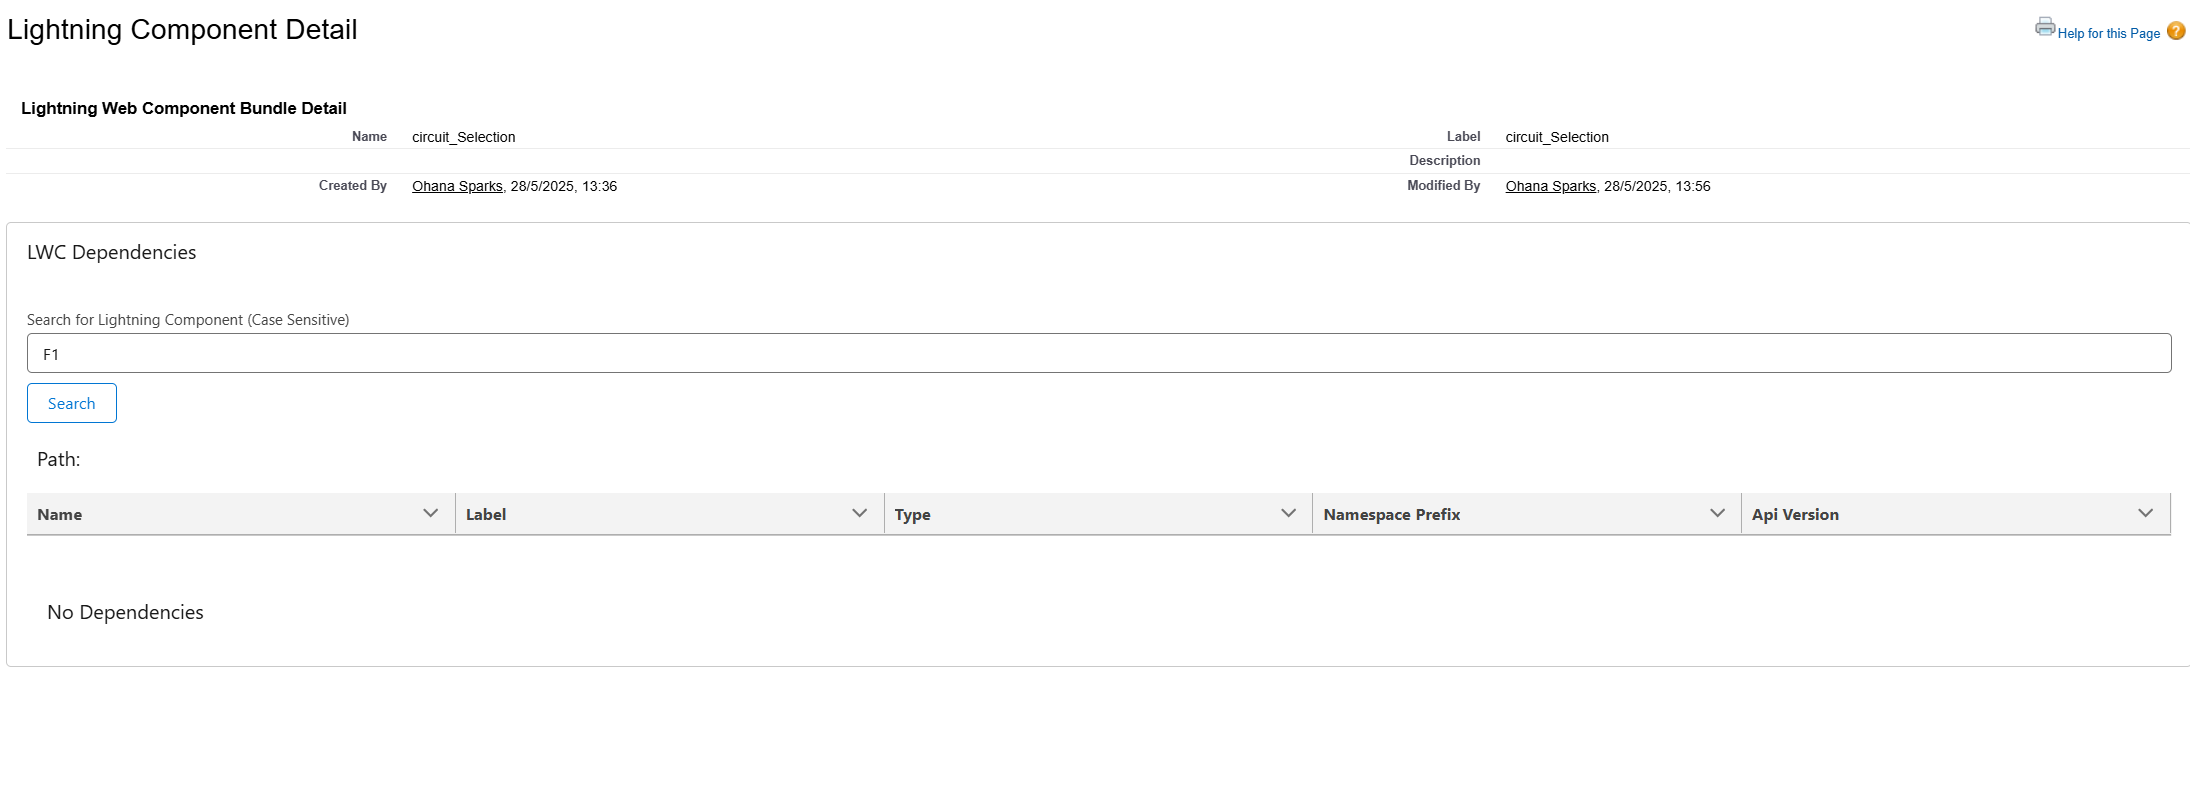 Lightning Component Detail
Help for this Page
Lightning Web Component Bundle Detail
Name circuit_Selection Label circuit_Selection
Description
Created By Ohana Sparks, 28/5/2025, 13:36 Modified By Ohana Sparks, 28/5/2025, 13:56
LWC Dependencies
Search for Lightning Component (Case Sensitive)
F1
Search
Path:
Name Label Type Namespace Prefix Api Version
No Dependencies